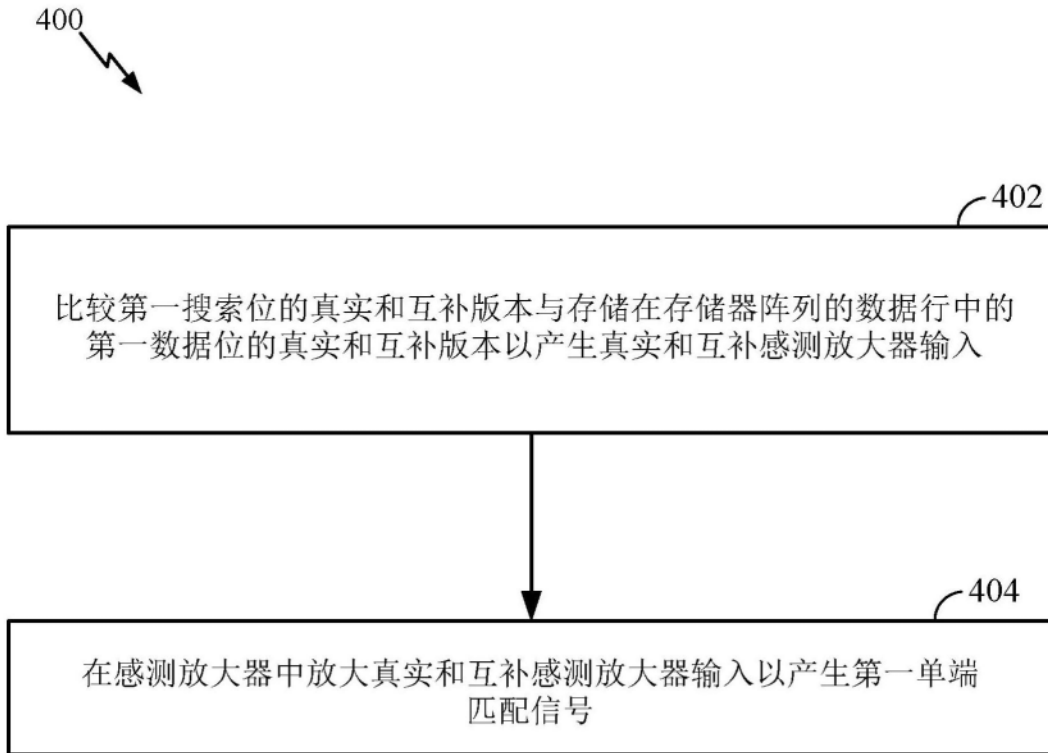 400
402
比较第一搜索位的真实和互补版本与存储在存储器阵列的数据行中的
第一数据位的真实和互补版本以产生真实和互补感测放大器输入
404
在感测放大器中放大真实和互补感测放大器输入以产生第一单端
匹配信号